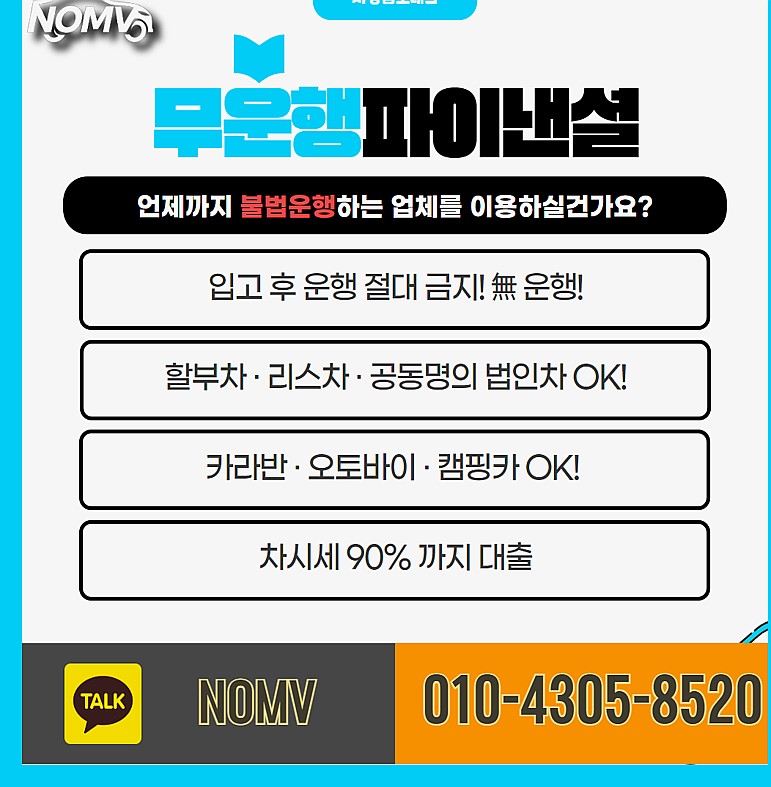 NOMV
무운행파이낸셜
언제까지 불법운행하는 업체를 이용하실건가요?
입고 후 운행 절대 금지! 無 운행!
할부차 · 리스차 · 공동명의 법인차 OK!
카라반 · 오토바이 · 캠핑카 OK!
차시세 90% 까지 대출
TALK
NOMV
010-4305-8520